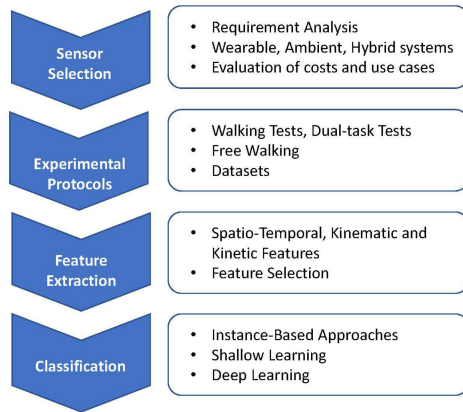 Sensor
Selection
• Requirement Analysis
• Wearable, Ambient, Hybrid systems
• Evaluation of costs and use cases
Experimental
Protocols
• Walking Tests, Dual-task Tests
• Free Walking
• Datasets
Feature
Extraction
• Spatio-Temporal, Kinematic and
Kinetic Features
• Feature Selection
Classification
• Instance-Based Approaches
• Shallow Learning
• Deep Learning